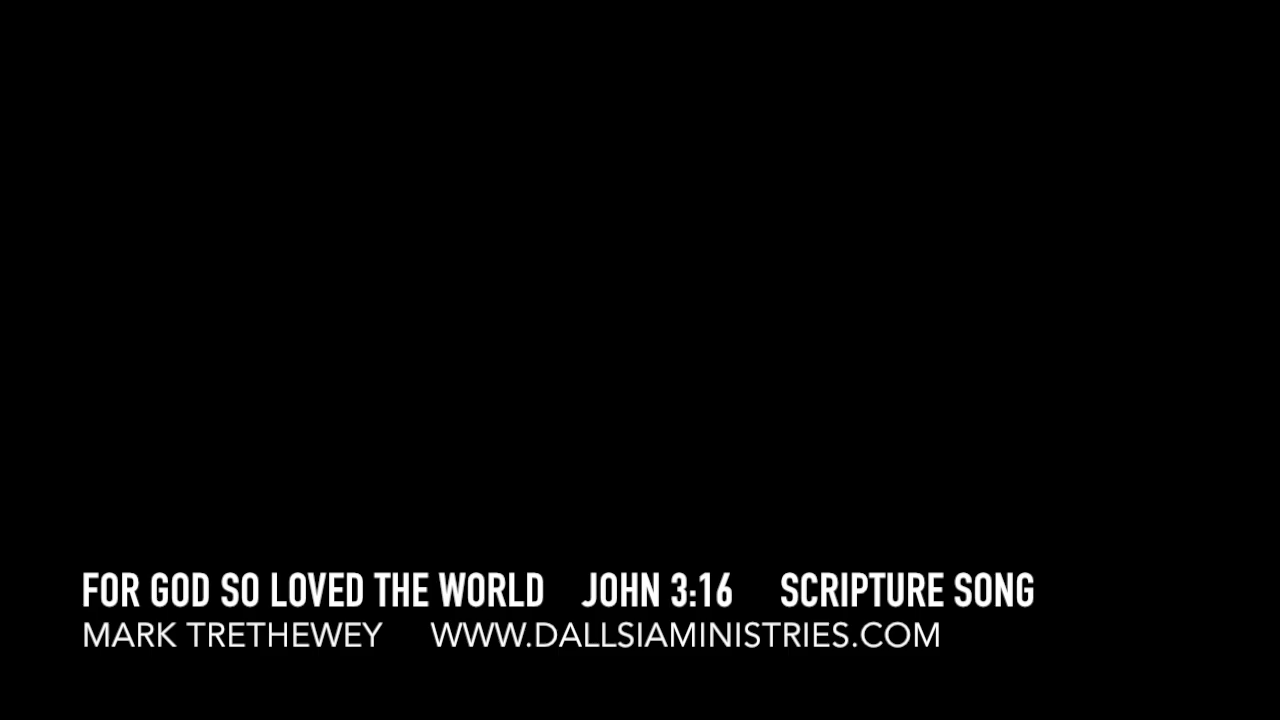 FOR GOD SO LOVED THE WORLD JOHN 3:16 SCRIPTURE SONG
MARK TRETHEWEY WWW.DALLSIAMINISTRIES.COM